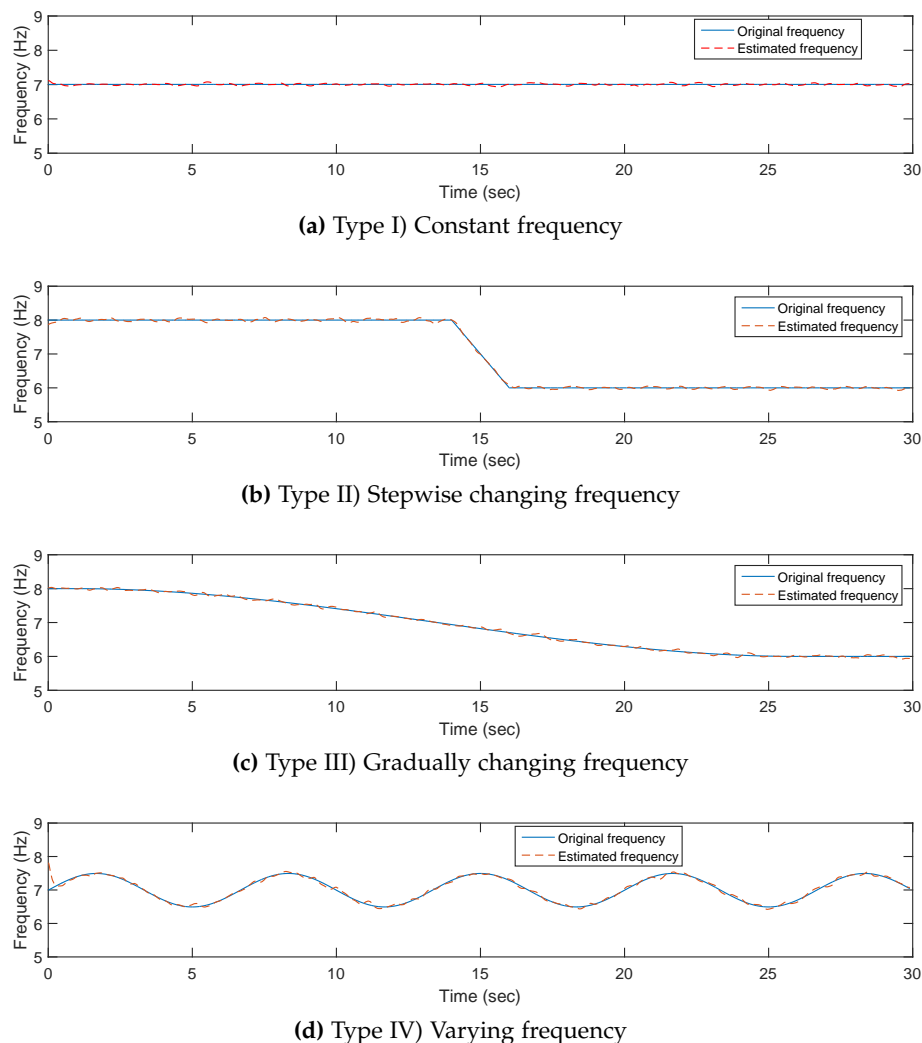 9
8
7
6
5
Frequency (Hz)
Original frequency
Estimated frequency
0 5 10 15 20 25 30
Time (sec)
(a) Type I) Constant frequency
9
8
7
6
5
Frequency (Hz)
Original frequency
Estimated frequency
0 5 10 15 20 25 30
Time (sec)
(b) Type II) Stepwise changing frequency
9
8
7
6
5
Frequency (Hz)
Original frequency
Estimated frequency
0 5 10 15 20 25 30
Time (sec)
(c) Type III) Gradually changing frequency
9
8
7
6
5
Frequency (Hz)
Original frequency
Estimated frequency
0 5 10 15 20 25 30
Time (sec)
(d) Type IV) Varying frequency